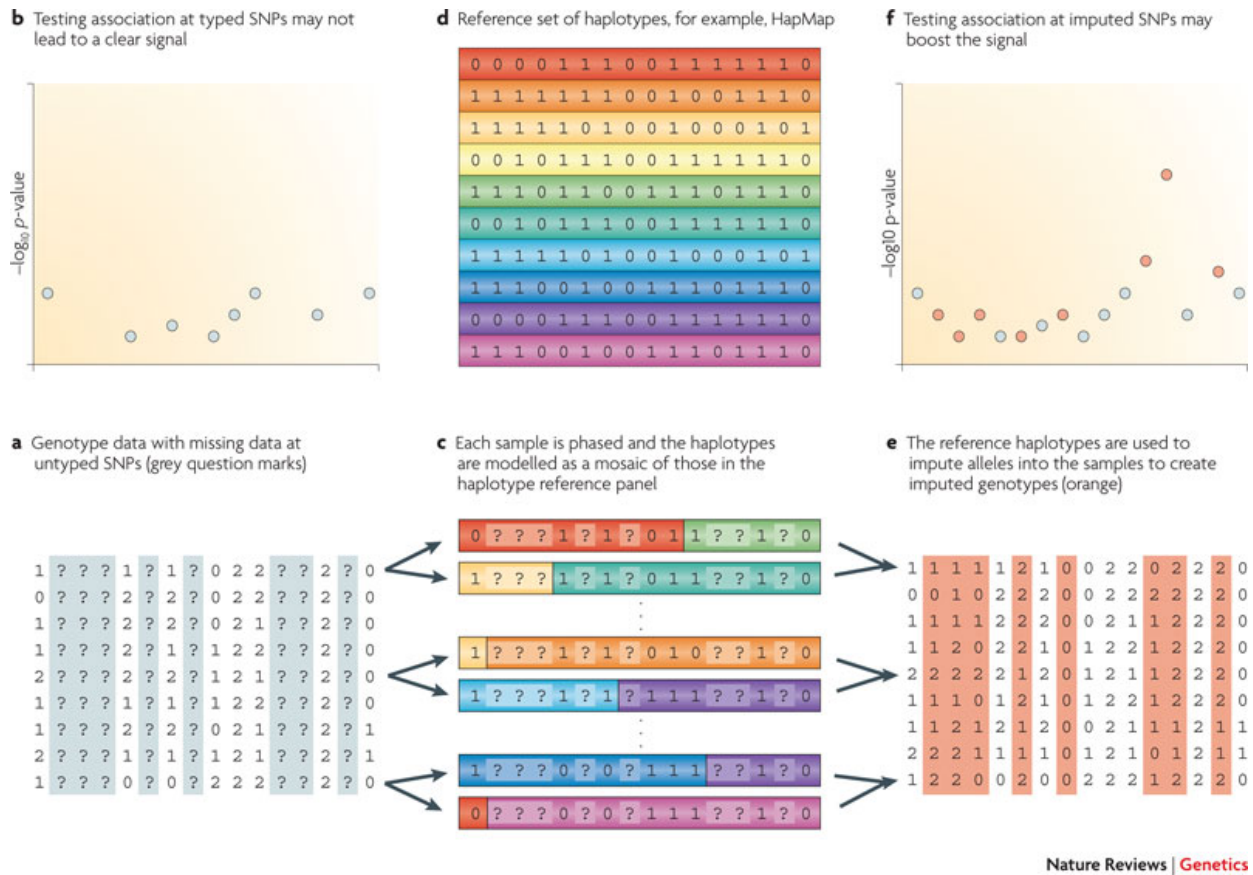 b Testing association at typed SNPs may not
lead to a clear signal
–log₁₀ p-value
d Reference set of haplotypes, for example, HapMap
0 0 0 0 1 1 1 0 0 1 1 1 1 1 1 0
1 1 1 1 1 1 1 0 0 1 0 0 1 1 1 0
1 1 1 1 1 0 1 0 0 1 0 0 0 1 0 1
0 0 1 0 1 1 1 0 0 1 1 1 1 1 1 0
1 1 1 0 1 1 0 0 1 1 1 0 1 1 1 0
0 0 1 0 1 1 1 0 0 1 1 1 1 1 1 0
1 1 1 1 1 0 1 0 0 1 0 0 0 1 0 1
1 1 1 0 0 1 0 0 1 1 1 0 1 1 1 0
0 0 0 0 1 1 1 0 0 1 1 1 1 1 1 0
1 1 1 0 0 1 0 0 1 1 1 0 1 1 1 0
f Testing association at imputed SNPs may
boost the signal
–log10 p-value
a Genotype data with missing data at
untyped SNPs (grey question marks)
1 ? ? ? 1 ? 1 ? 0 2 2 ? ? 2 ? 0
0 ? ? ? 2 ? 2 ? 0 2 2 ? ? 2 ? 0
1 ? ? ? 2 ? 2 ? 0 2 1 ? ? 2 ? 0
1 ? ? ? 2 ? 1 ? 1 2 2 ? ? 2 ? 0
2 ? ? ? 2 ? 1 ? 1 2 1 ? ? 2 ? 0
1 ? ? ? 1 ? 1 ? 1 2 2 ? ? 2 ? 0
1 ? ? ? 2 ? 2 ? 0 2 1 ? ? 2 ? 1
2 ? ? ? 1 ? 1 ? 1 2 1 ? ? 2 ? 1
1 ? ? ? 0 ? 0 ? 2 2 2 ? ? 2 ? 0
c Each sample is phased and the haplotypes
are modelled as a mosaic of those in the
haplotype reference panel
0 ? ? ? 1 ? 1 ? 0 1 1 ? ? 1 ? 0
1 ? ? ? 1 ? 1 ? 0 1 1 ? ? 1 ? 0
1 ? ? ? 1 ? 1 ? 0 1 0 ? ? 1 ? 0
1 ? ? ? 1 ? 1 ? 1 1 1 ? ? 1 ? 0
1 ? ? ? 0 ? 0 ? 1 1 1 ? ? 1 ? 0
0 ? ? ? 0 ? 0 ? 1 1 1 ? ? 1 ? 0
e The reference haplotypes are used to
impute alleles into the samples to create
imputed genotypes (orange)
1 1 1 1 1 2 1 0 0 2 2 0 2 2 2 0
0 0 1 0 2 2 2 0 0 2 2 2 2 2 2 0
1 1 1 1 2 2 2 0 0 2 1 1 2 2 2 0
1 1 2 0 2 2 1 0 1 2 2 1 2 2 2 0
2 2 2 2 2 1 2 0 1 2 1 1 2 2 2 0
1 1 1 0 1 2 1 0 1 2 2 1 2 2 2 0
1 1 2 1 2 1 2 0 0 2 1 1 1 2 1 1
2 2 2 1 1 1 1 0 1 2 1 0 1 2 1 1
1 2 2 0 0 2 0 0 2 2 2 1 2 2 2 0
Nature Reviews | Genetics